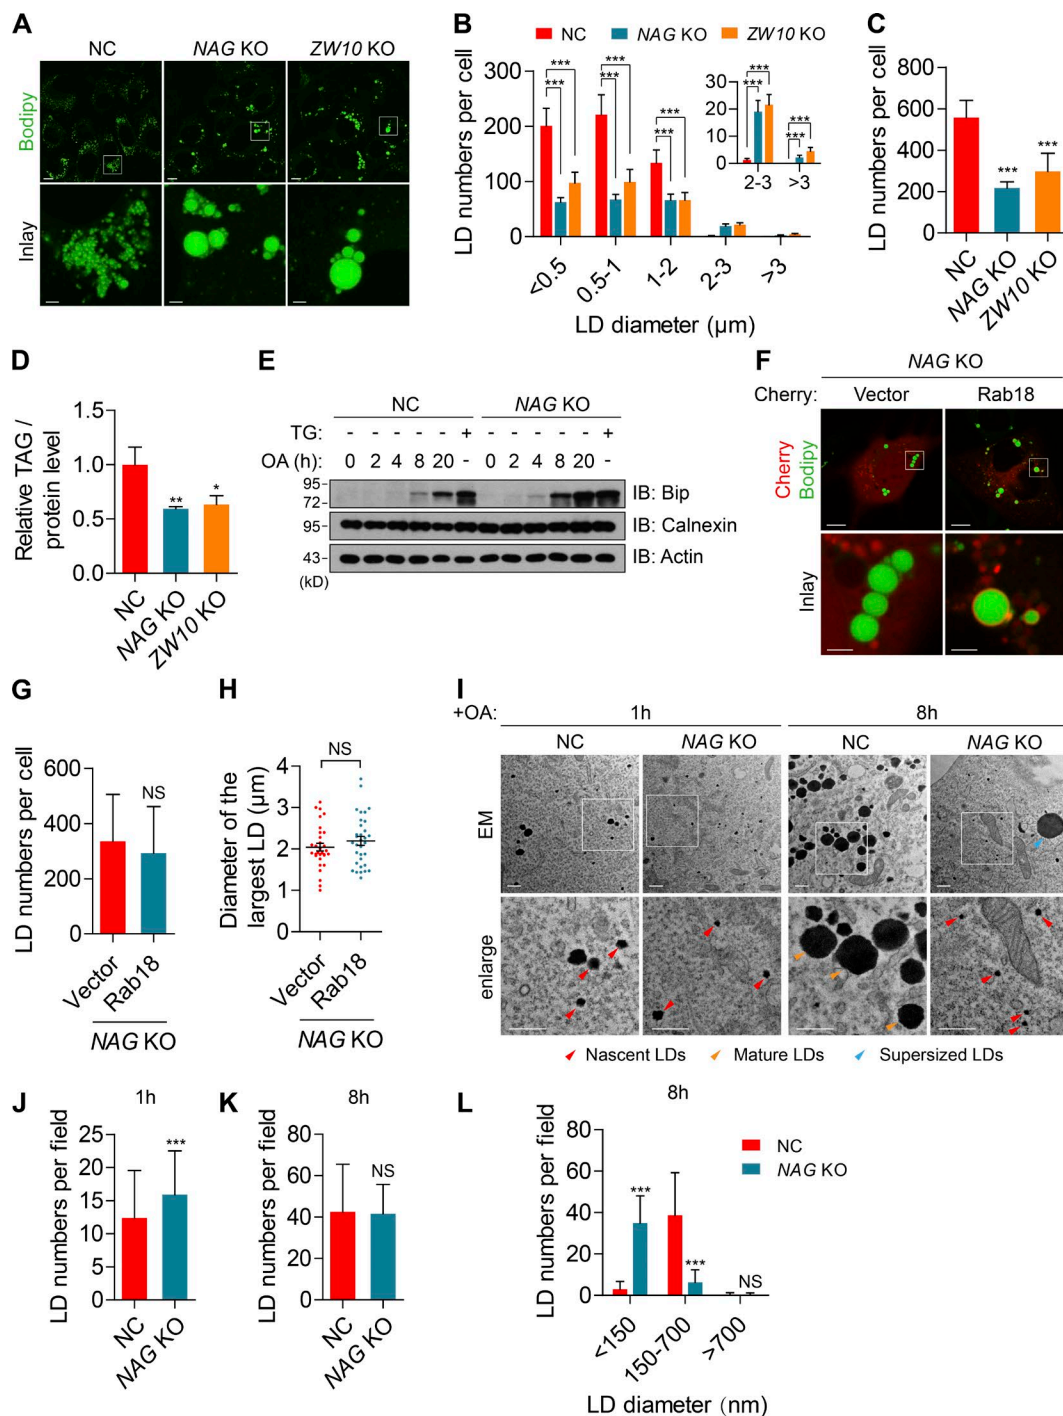 A
NC
NAG KO
ZW10 KO
Bodipy
Inlay
B
NC
NAG KO
ZW10 KO
LD numbers per cell
300
200
100
0
***
***
***
***
***
***
30
20
10
0
***
***
***
***
2-3
>3
<0.5
0.5-1
1-2
2-3
>3
LD diameter (µm)
C
LD numbers per cell
800
600
400
200
0
***
***
NC
NAG KO
ZW10 KO
D
Relative TAG /
protein level
1.5
1.0
0.5
0.0
**
*
NC
NAG KO
ZW10 KO
E
NC
NAG KO
TG: - - - - - + - - - - - +
OA (h): 0 2 4 8 20 - 0 2 4 8 20 -
95
72
IB: Bip
95
IB: Calnexin
43
IB: Actin
(kD)
F
NAG KO
Cherry: Vector Rab18
Cherry
Bodipy
Inlay
G
LD numbers per cell
600
400
200
0
NS
Vector
Rab18
NAG KO
H
Diameter of the
largest LD (µm)
4
3
2
1
0
NS
Vector
Rab18
NAG KO
I
+OA: 1h 8h
NC
NAG KO
NC
NAG KO
EM
enlarge
Nascent LDs
Mature LDs
Supersized LDs
J
1h
LD numbers per field
25
20
15
10
5
0
***
NC
NAG KO
K
8h
LD numbers per field
80
60
40
20
0
NS
NC
NAG KO
L
8h
LD numbers per field
80
60
40
20
0
NC
NAG KO
***
***
NS
<150
150-700
>700
LD diameter (nm)